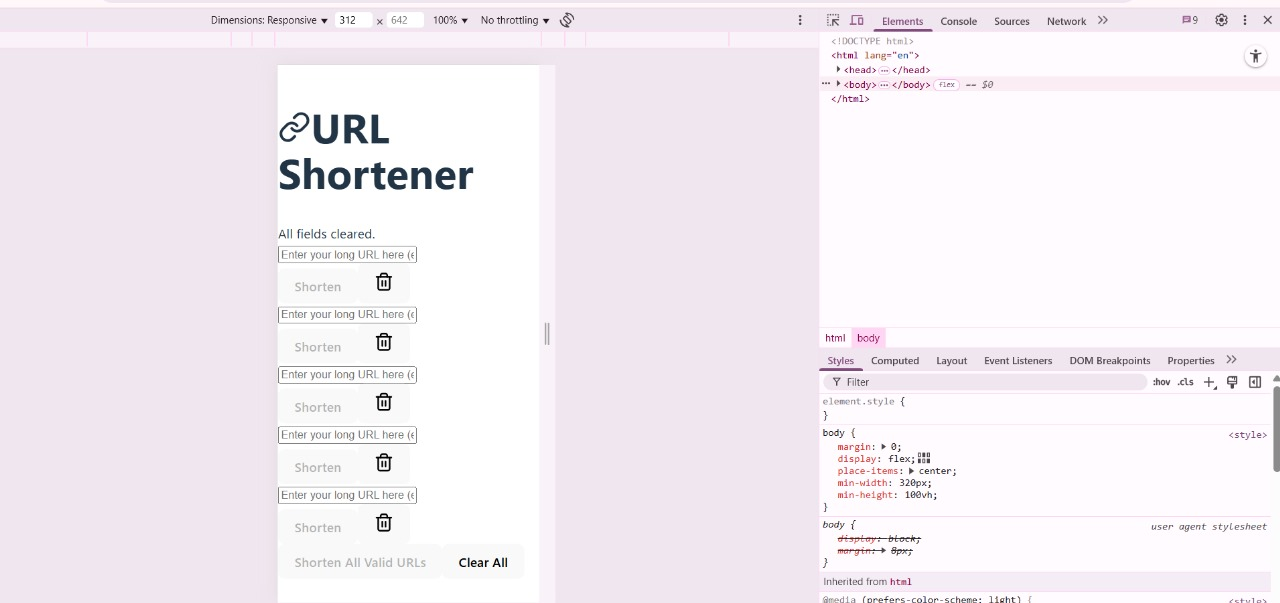 Dimensions: Responsive ▼ 312 × 642 100% ▼ No throttling ▼
Elements Console Sources Network 9
<!DOCTYPE html>
<html lang="en">
<head> … </head>
<body> … </body> flex == $0
</html>
URL
Shortener
All fields cleared.
Enter your long URL here (e
Shorten
Enter your long URL here (e
Shorten
Enter your long URL here (e
Shorten
Enter your long URL here (e
Shorten
Enter your long URL here (e
Shorten
Shorten All Valid URLs Clear All
html body
Styles Computed Layout Event Listeners DOM Breakpoints Properties
Filter :hov .cls
element.style {
}
body { <style>
margin: 0;
display: flex;
place-items: center;
min-width: 320px;
min-height: 100vh;
}
body { user agent stylesheet
display: block;
margin: 8px;
}
Inherited from html
@media (prefers-color-scheme: light) { <style>